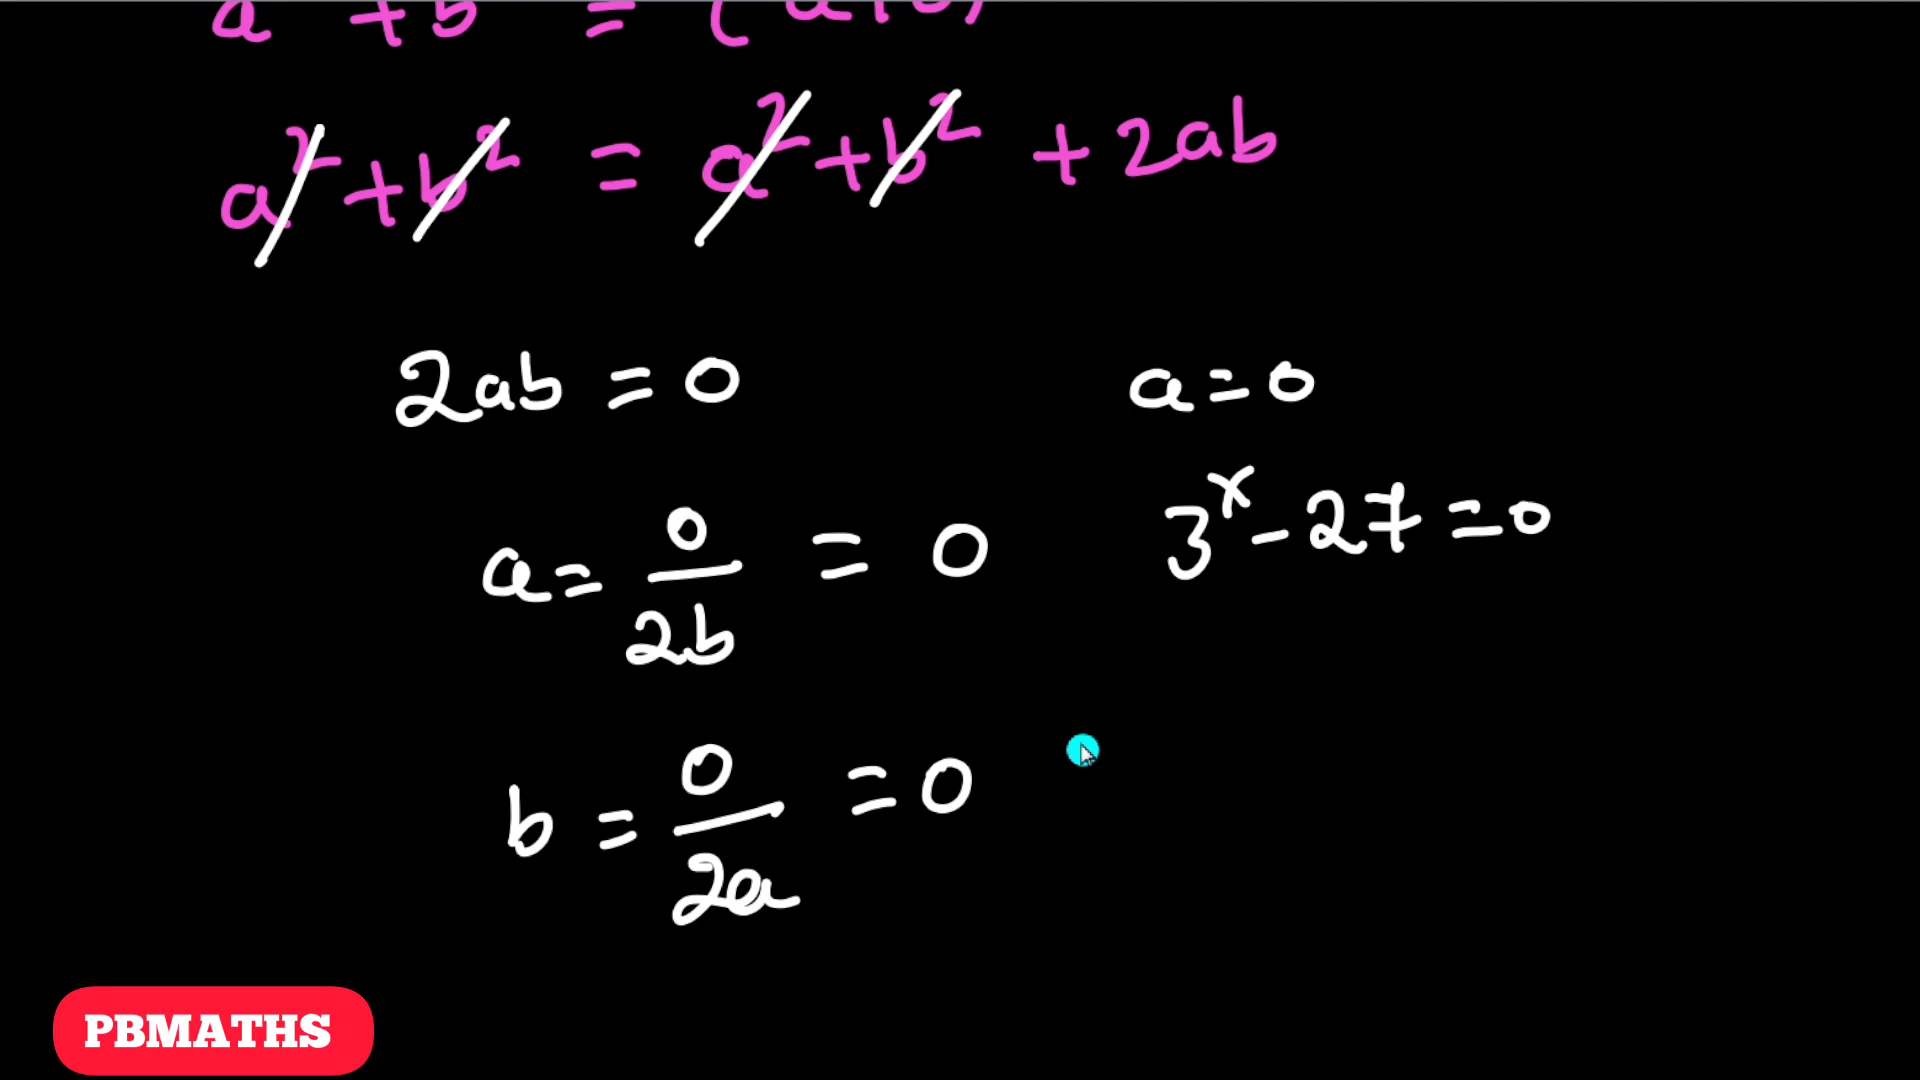 a²+b²=a²+b²+2ab
2ab=0
a=0
3ˣ-27=0
a=0/2b=0
b=0/2a=0
PBMATHS